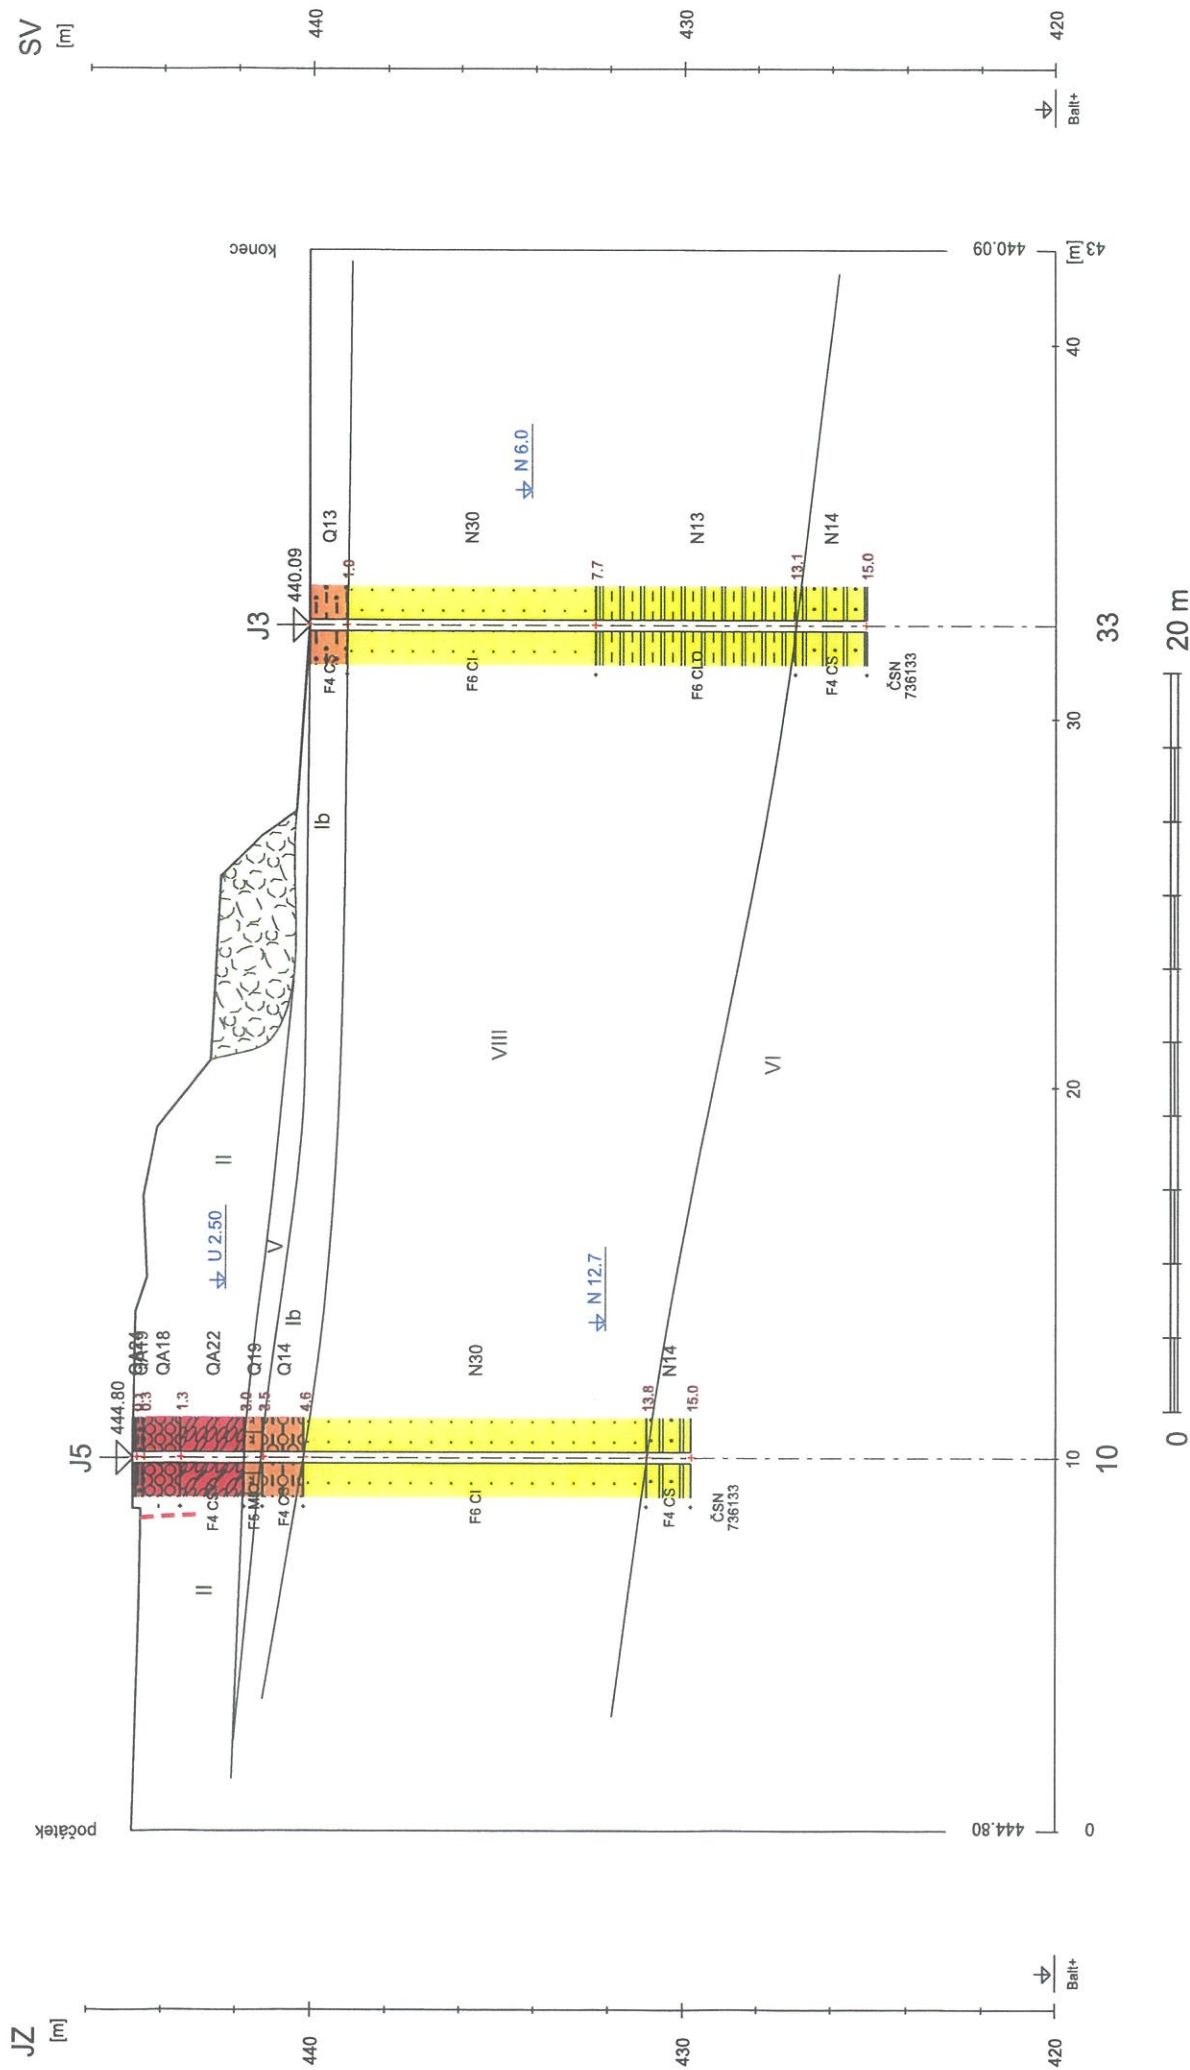 JZ
[m]
440
430
420
Balt+
SV
[m]
440
430
420
Balt+
počátek
konec
J5
444.80
J3
440.09
QA19
QA18
QA22
Q19
Q14
N30
N14
0.3
1.3
3.0
3.5
4.6
13.8
15.0
F4 CS
F4 CS
F6 CI
F4 CS
ČSN
736133
II
II
U 2.50
V
Ib
Ib
N 12.7
VIII
VI
Q13
N30
N13
N14
1.0
7.7
13.1
15.0
F4 CS
F6 CI
F4 CS
ČSN
736133
N 6.0
444.80
440.09
0
10
20
30
40
[m]
43
10
33
0
20 m